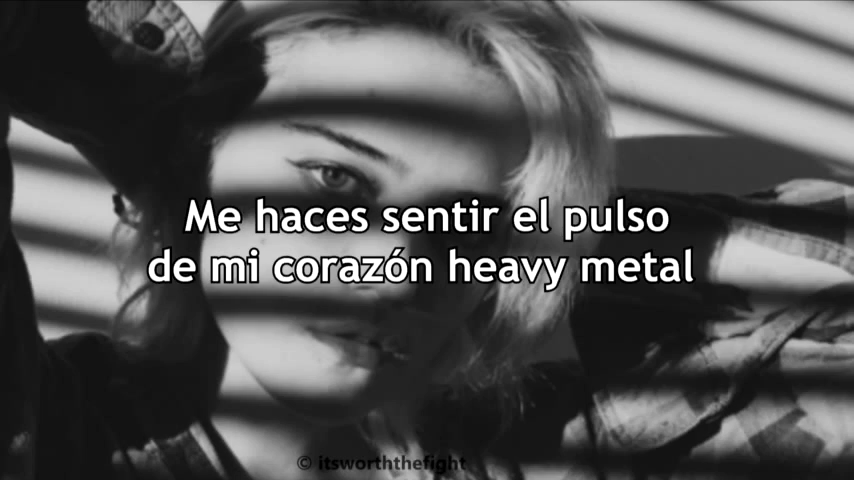 Me haces sentir el pulso
de mi corazón heavy metal
© itsworththefight